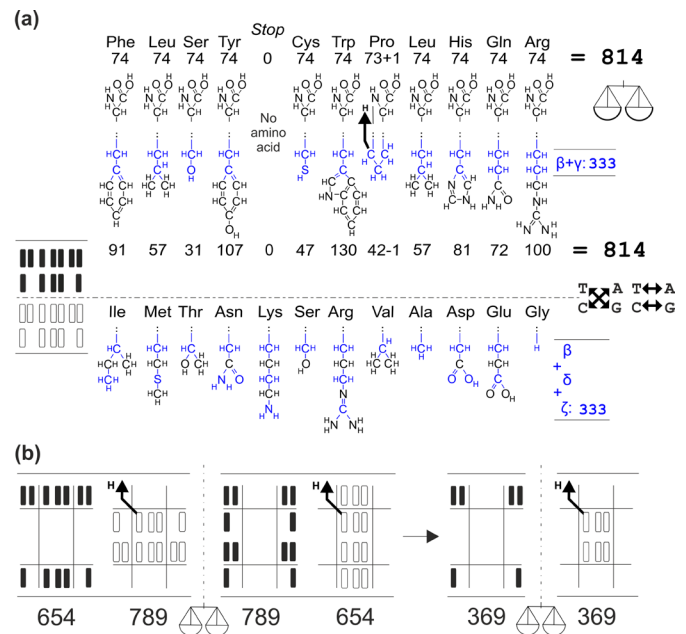 (a)
Phe Leu Ser Tyr Stop Cys Trp Pro Leu His Gln Arg
74 74 74 74 0 74 74 73+1 74 74 74 74 = 814
No
amino
acid
H
β+γ: 333
91 57 31 107 0 47 130 42-1 57 81 72 100 = 814
T A T A
C G C G
Ile Met Thr Asn Lys Ser Arg Val Ala Asp Glu Gly
β
+
δ
+
ζ: 333
(b)
H H H
654 789 789 654 369 369